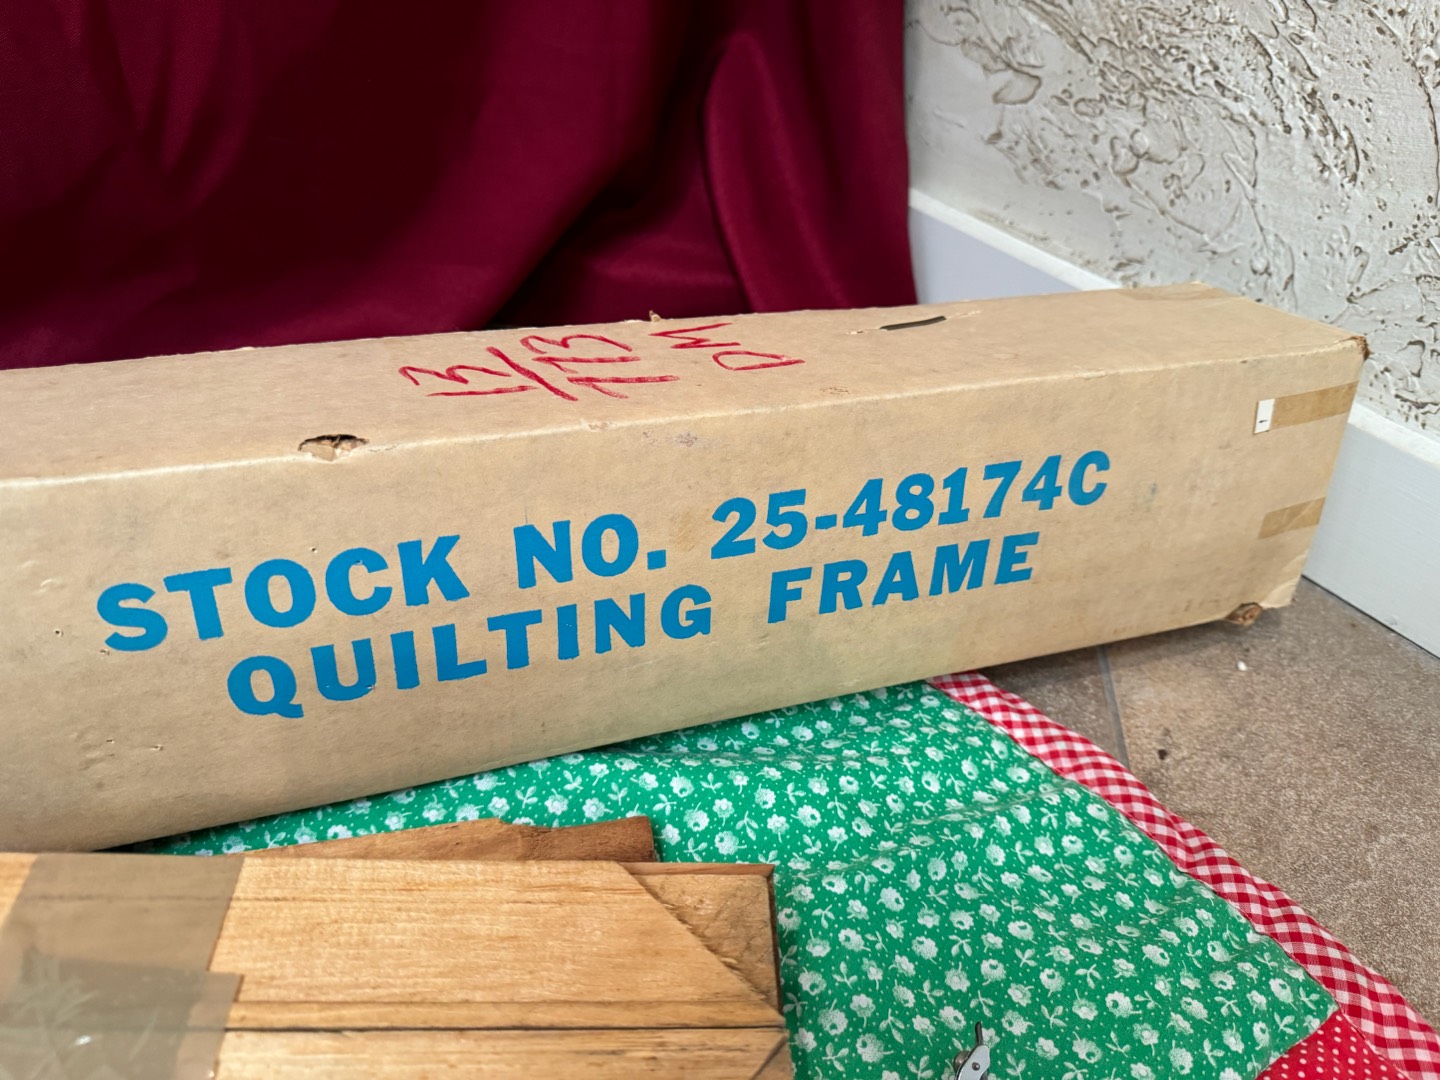 STOCK NO. 25-48174C
QUILTING FRAME